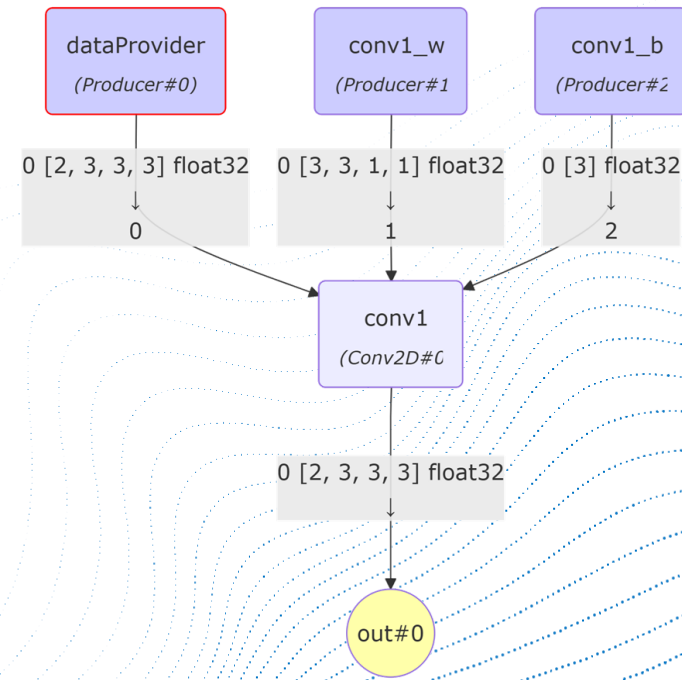 dataProvider
(Producer#0)
conv1_w
(Producer#1
conv1_b
(Producer#2
0 [2, 3, 3, 3] float32
↓
0
0 [3, 3, 1, 1] float32
↓
1
0 [3] float32
↓
2
conv1
(Conv2D#0
0 [2, 3, 3, 3] float32
↓
out#0